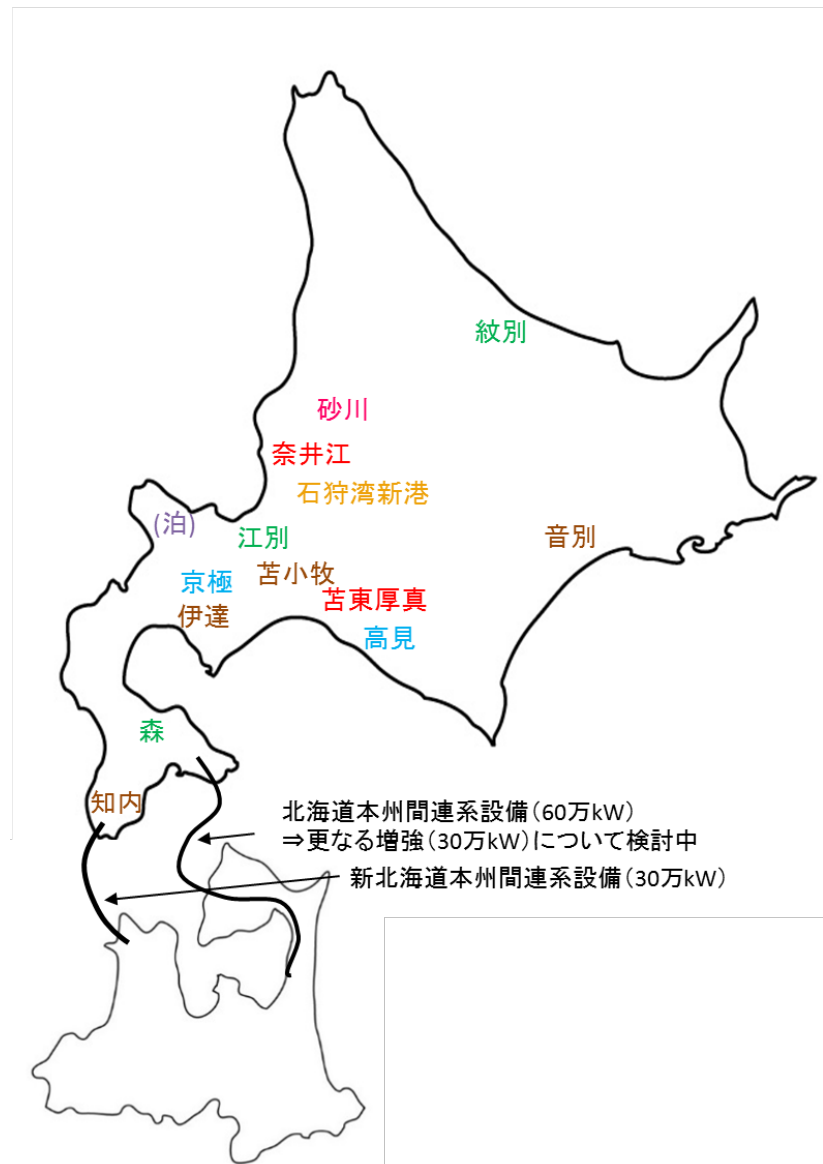 紋別
砂川
奈井江
石狩湾新港
(泊)
江別
音別
京極
苫小牧
伊達
苫東厚真
高見
森
知内
北海道本州間連系設備(60万kW)
⇒更なる増強(30万kW)について検討中
新北海道本州間連系設備(30万kW)